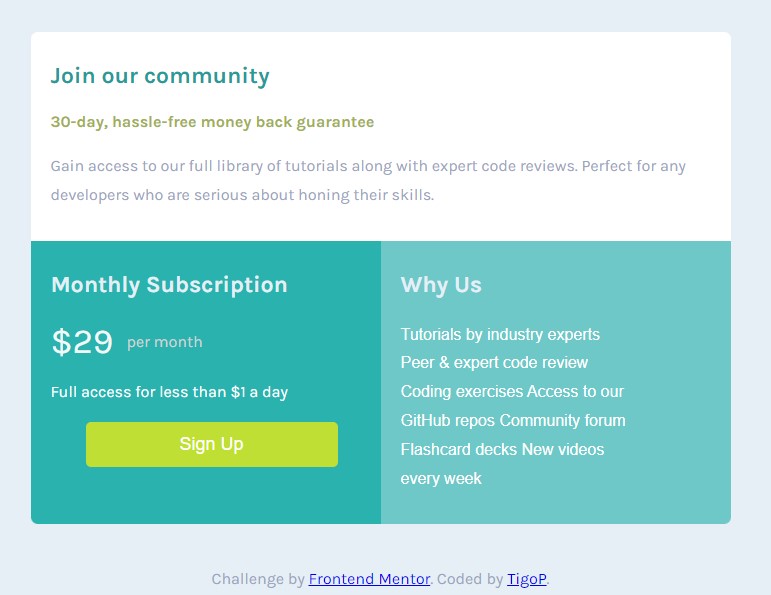 Join our community
30-day, hassle-free money back guarantee
Gain access to our full library of tutorials along with expert code reviews. Perfect for any
developers who are serious about honing their skills.
Monthly Subscription
$29 per month
Full access for less than $1 a day
Sign Up
Why Us
Tutorials by industry experts
Peer & expert code review
Coding exercises Access to our
GitHub repos Community forum
Flashcard decks New videos
every week
Challenge by Frontend Mentor. Coded by TigoP.